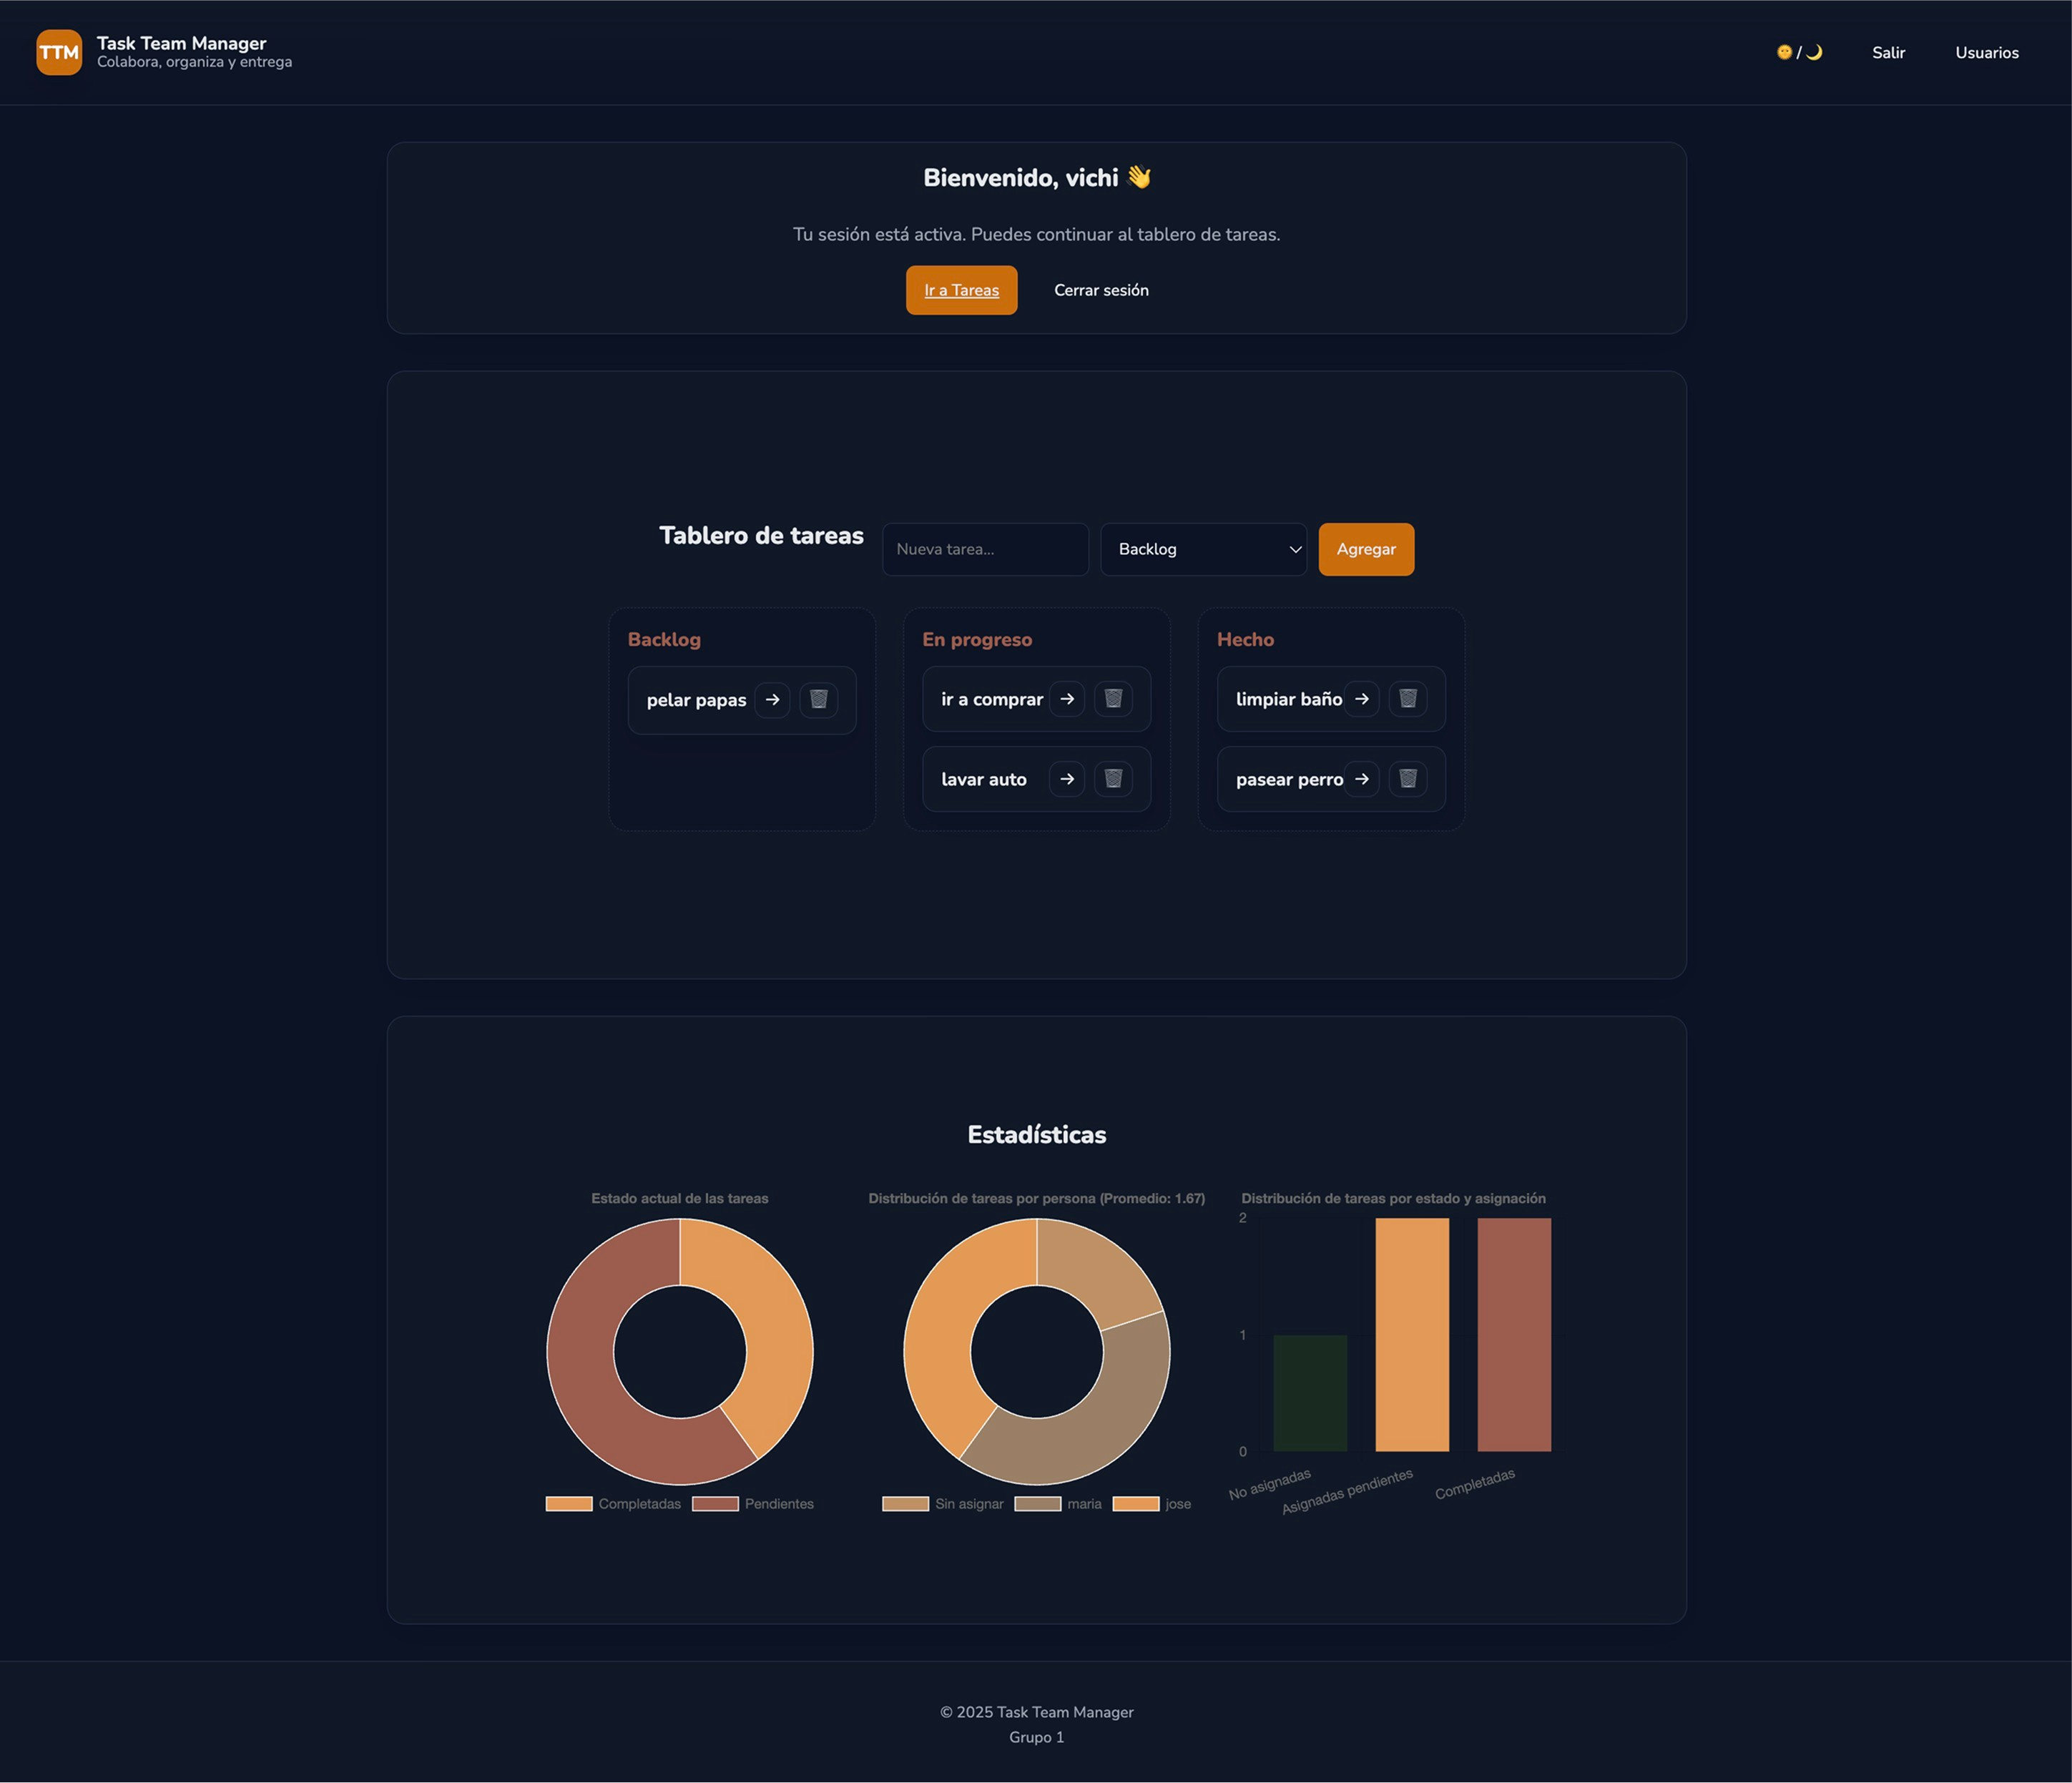 TTM
Task Team Manager
Colabora, organiza y entrega
🌞 / 🌙
Salir
Usuarios
Bienvenido, vichi 👋
Tu sesión está activa. Puedes continuar al tablero de tareas.
Ir a Tareas
Cerrar sesión
Tablero de tareas
Nueva tarea...
Backlog
Agregar
Backlog
pelar papas
En progreso
ir a comprar
lavar auto
Hecho
limpiar baño
pasear perro
Estadísticas
Estado actual de las tareas
Completadas
Pendientes
Distribución de tareas por persona (Promedio: 1.67)
Sin asignar
maria
jose
Distribución de tareas por estado y asignación
2
1
0
No asignadas
Asignadas pendientes
Completadas
© 2025 Task Team Manager
Grupo 1